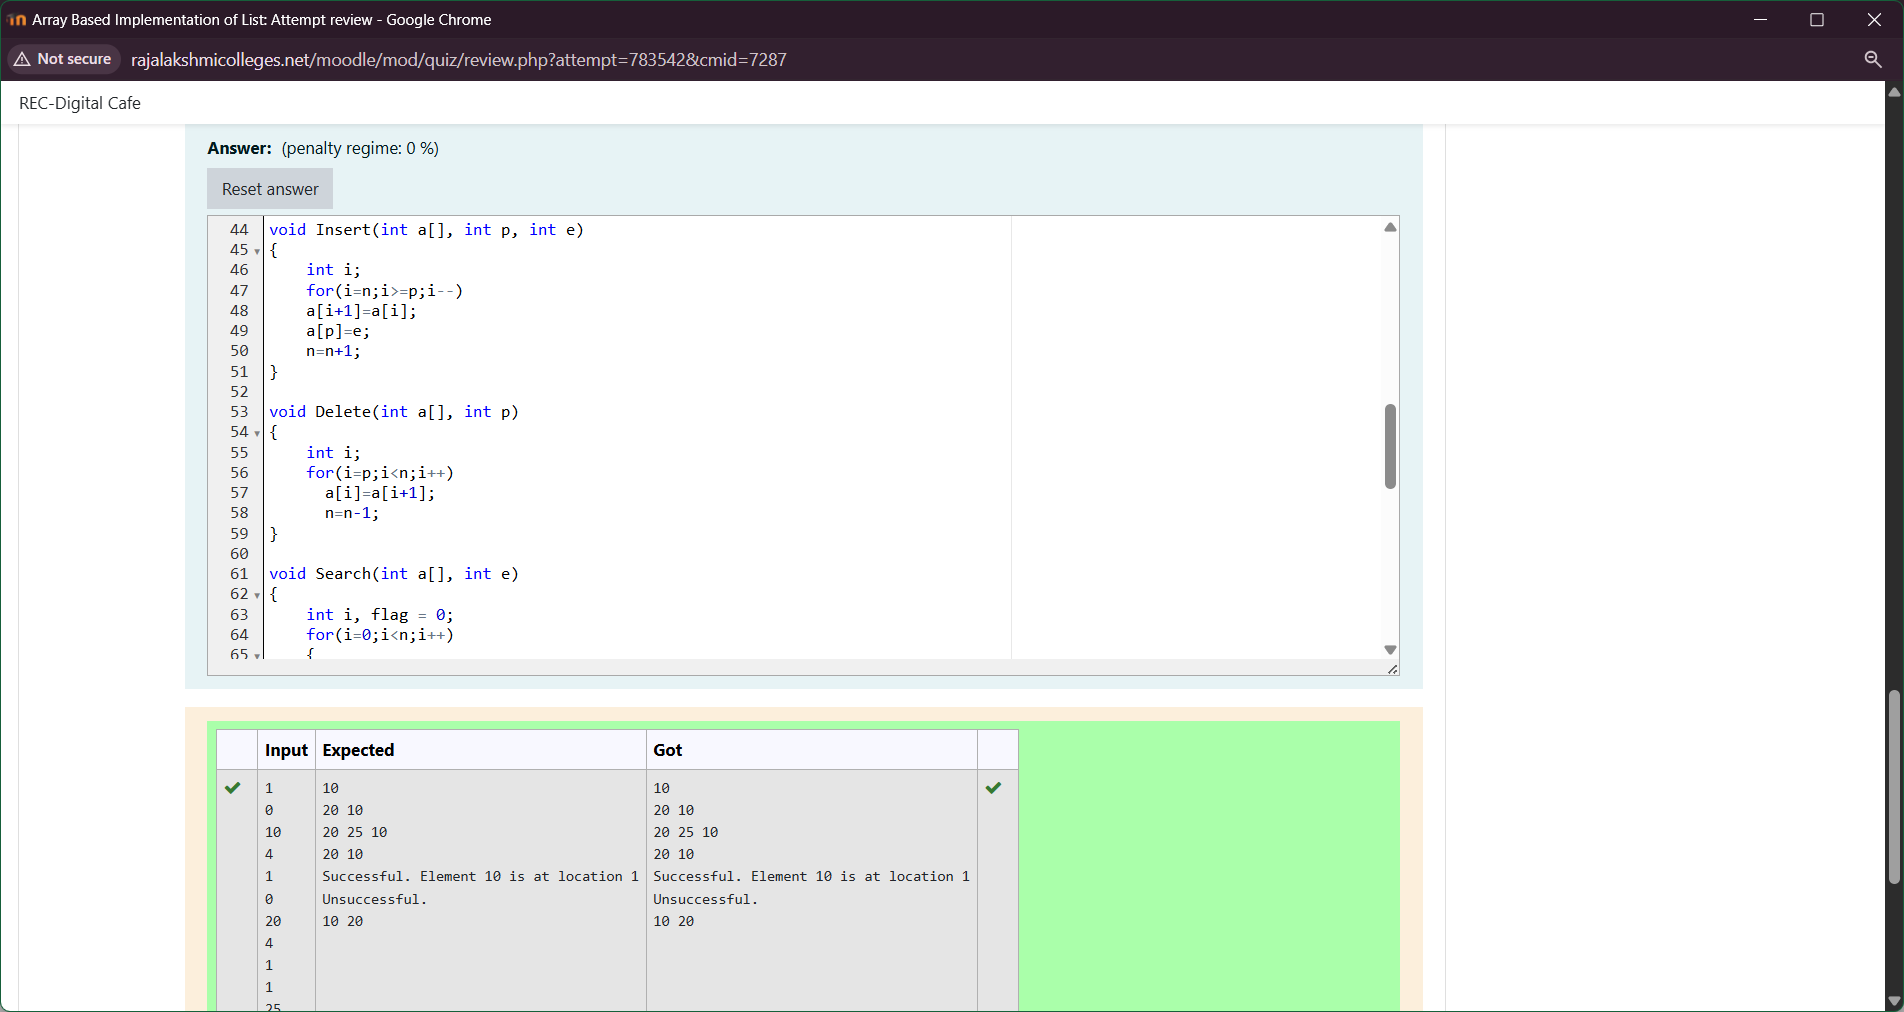 Array Based Implementation of List: Attempt review - Google Chrome
Not secure rajalakshmicolleges.net/moodle/mod/quiz/review.php?attempt=783542&cmid=7287
REC-Digital Cafe
Answer: (penalty regime: 0 %)
Reset answer
44 void Insert(int a[], int p, int e)
45 {
46     int i;
47     for(i=n;i>=p;i--)
48     a[i+1]=a[i];
49     a[p]=e;
50     n=n+1;
51 }
52
53 void Delete(int a[], int p)
54 {
55     int i;
56     for(i=p;i<n;i++)
57       a[i]=a[i+1];
58       n=n-1;
59 }
60
61 void Search(int a[], int e)
62 {
63     int i, flag = 0;
64     for(i=0;i<n;i++)
65     {
Input Expected Got
1 10 10
0 20 10 20 10
10 20 25 10 20 25 10
4 20 10 20 10
1 Successful. Element 10 is at location 1 Successful. Element 10 is at location 1
0 Unsuccessful. Unsuccessful.
20 10 20 10 20
4
1
1
25